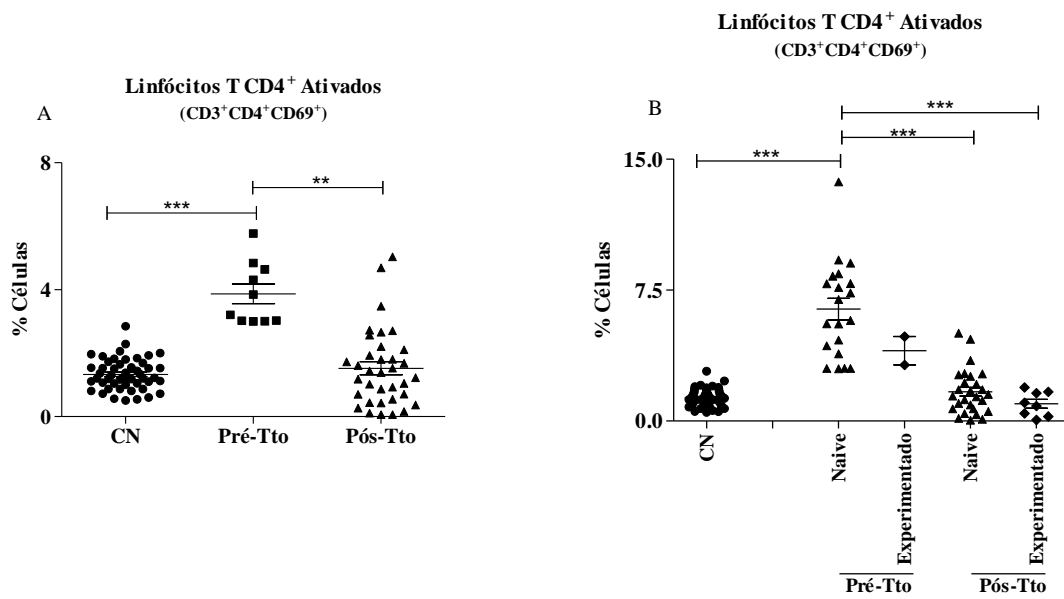 A
Linfócitos T CD4⁺ Ativados
(CD3⁺CD4⁺CD69⁺)
% Células
8
4
0
***
**
CN
Pré-Tto
Pós-Tto
B
Linfócitos T CD4⁺ Ativados
(CD3⁺CD4⁺CD69⁺)
% Células
15.0
7.5
0.0
***
***
***
CN
Naive
Experimentado
Naive
Experimentado
Pré-Tto
Pós-Tto